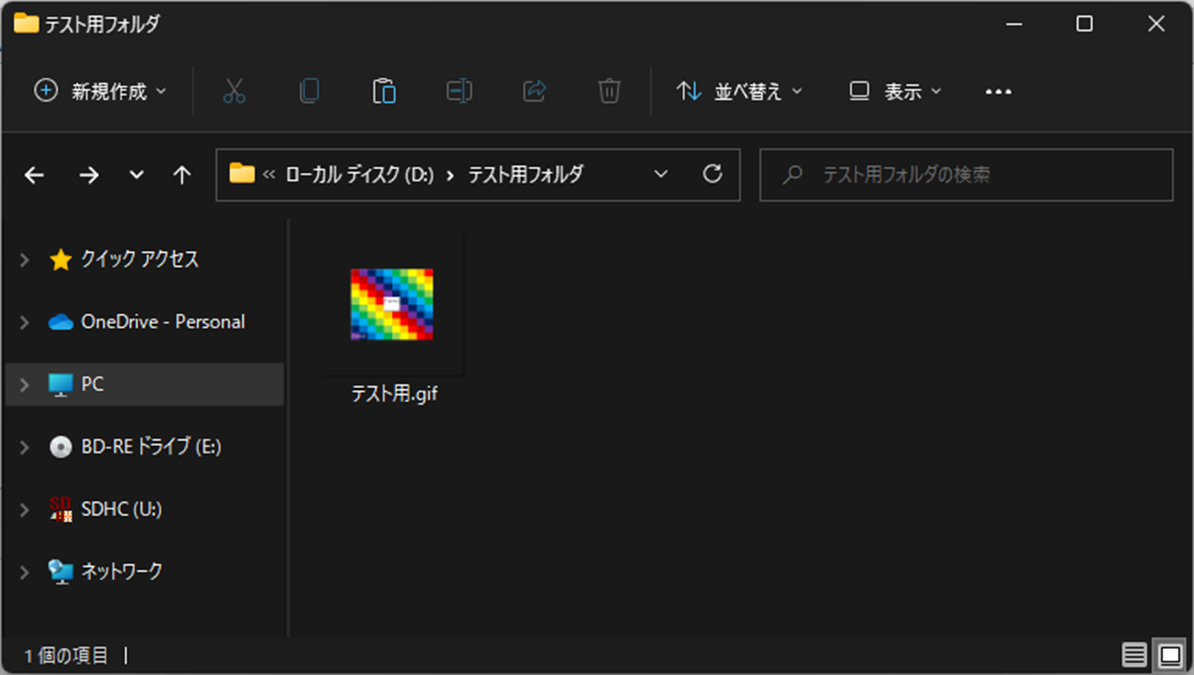 テスト用フォルダ
新規作成 並べ替え 表示
« ローカル ディスク (D:) › テスト用フォルダ テスト用フォルダの検索
クイック アクセス
OneDrive - Personal
PC
BD-RE ドライブ (E:)
SD
SDHC (U:)
ネットワーク
テスト用.gif
1 個の項目